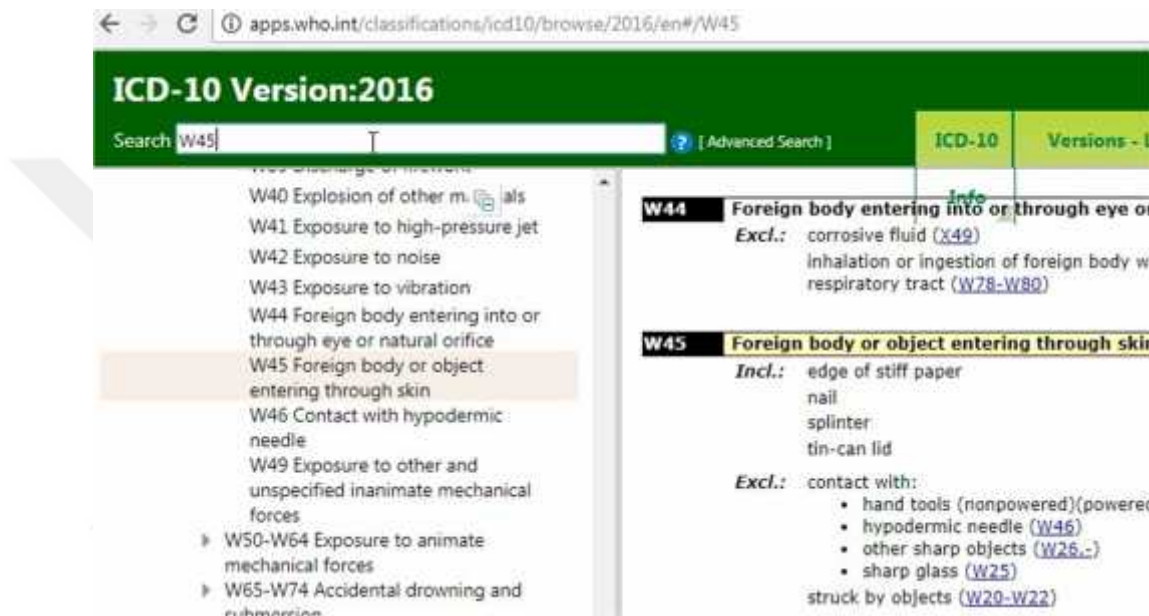 apps.who.int/classifications/icd10/browse/2016/en#/W45
ICD-10 Version:2016
Search W45
? [ Advanced Search ]
ICD-10
Versions -
Info
W40 Explosion of other m. als
W41 Exposure to high-pressure jet
W42 Exposure to noise
W43 Exposure to vibration
W44 Foreign body entering into or
through eye or natural orifice
W45 Foreign body or object
entering through skin
W46 Contact with hypodermic
needle
W49 Exposure to other and
unspecified inanimate mechanical
forces
W50-W64 Exposure to animate
mechanical forces
W65-W74 Accidental drowning and
submersion
W44 Foreign body entering into or through eye or
Excl.: corrosive fluid (X49)
inhalation or ingestion of foreign body w
respiratory tract (W78-W80)
W45 Foreign body or object entering through skin
Incl.: edge of stiff paper
nail
splinter
tin-can lid
Excl.: contact with:
• hand tools (nonpowered)(powered
• hypodermic needle (W46)
• other sharp objects (W26.-)
• sharp glass (W25)
struck by objects (W20-W22)